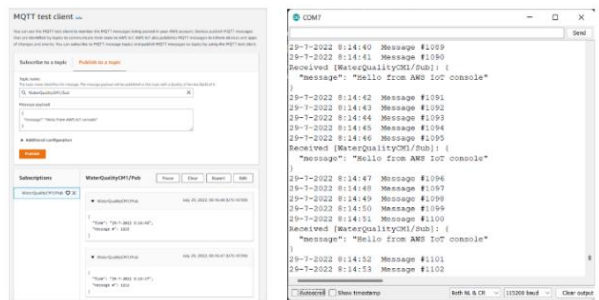 MQTT test client
Subscribe to a topic
Publish to a topic
Topic name
WaterQualityCM1/Sub
Message payload
{
"message": "Hello from AWS IoT console"
}
Additional configuration
Publish
Subscriptions
WaterQualityCM1/Pub
Pause
Clear
Export
Edit
WaterQualityCM1/Pub
WaterQualityCM1/Pub
{
WaterQualityCM1/Pub
{
COM7
Send
29-7-2022 8:14:40 Message #1089
29-7-2022 8:14:41 Message #1090
Received [WaterQualityCM1/Sub]: {
"message": "Hello from AWS IoT console"
}
29-7-2022 8:14:42 Message #1091
29-7-2022 8:14:43 Message #1092
29-7-2022 8:14:44 Message #1093
29-7-2022 8:14:45 Message #1094
29-7-2022 8:14:46 Message #1095
Received [WaterQualityCM1/Sub]: {
"message": "Hello from AWS IoT console"
}
29-7-2022 8:14:47 Message #1096
29-7-2022 8:14:48 Message #1097
29-7-2022 8:14:49 Message #1098
29-7-2022 8:14:50 Message #1099
29-7-2022 8:14:51 Message #1100
Received [WaterQualityCM1/Sub]: {
"message": "Hello from AWS IoT console"
}
29-7-2022 8:14:52 Message #1101
29-7-2022 8:14:53 Message #1102
Autoscroll
Show timestamp
Both NL & CR
115200 baud
Clear output